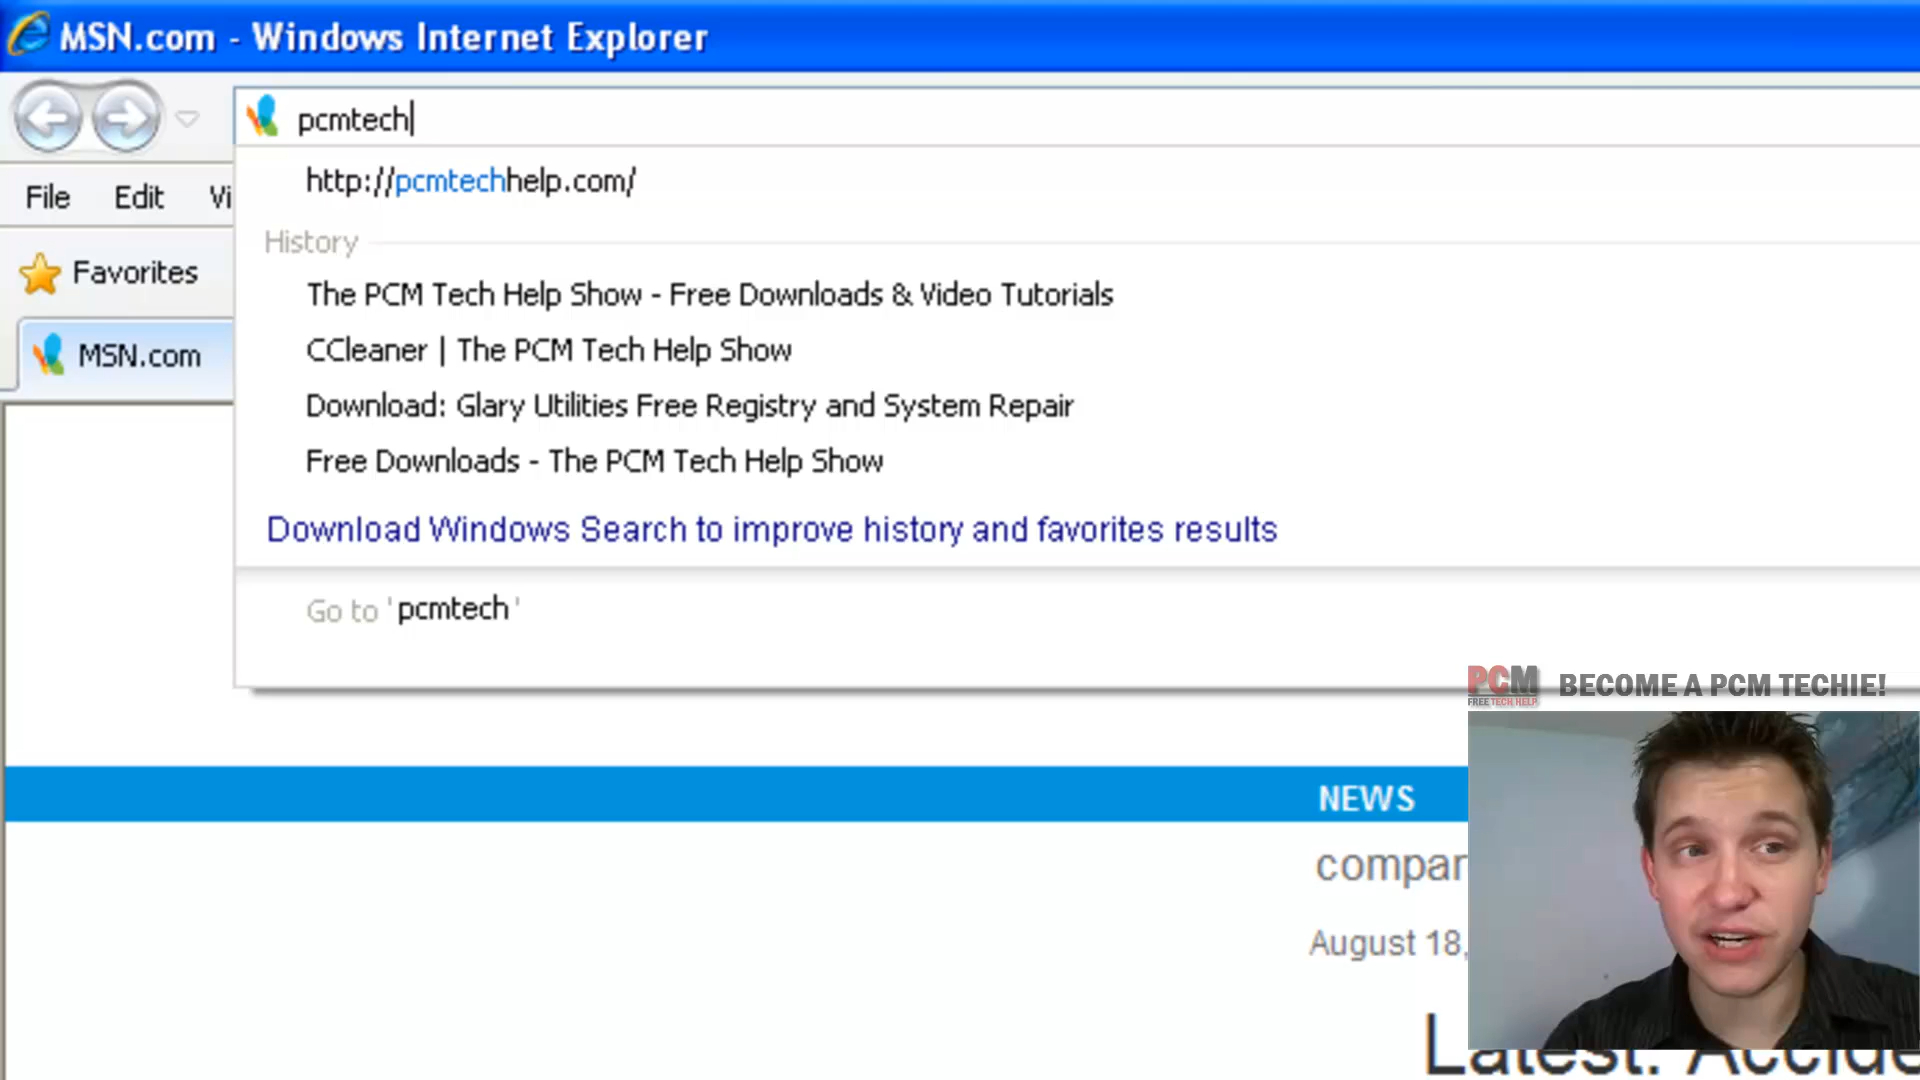 MSN.com - Windows Internet Explorer
pcmtech
http://pcmtechhelp.com/
File Edit Vi
History
Favorites
The PCM Tech Help Show - Free Downloads & Video Tutorials
MSN.com
CCleaner | The PCM Tech Help Show
Download: Glary Utilities Free Registry and System Repair
Free Downloads - The PCM Tech Help Show
Download Windows Search to improve history and favorites results
Go to 'pcmtech'
PCM
FREE TECH HELP
BECOME A PCM TECHIE!
NEWS
compar
August 18,
Latest: Accide